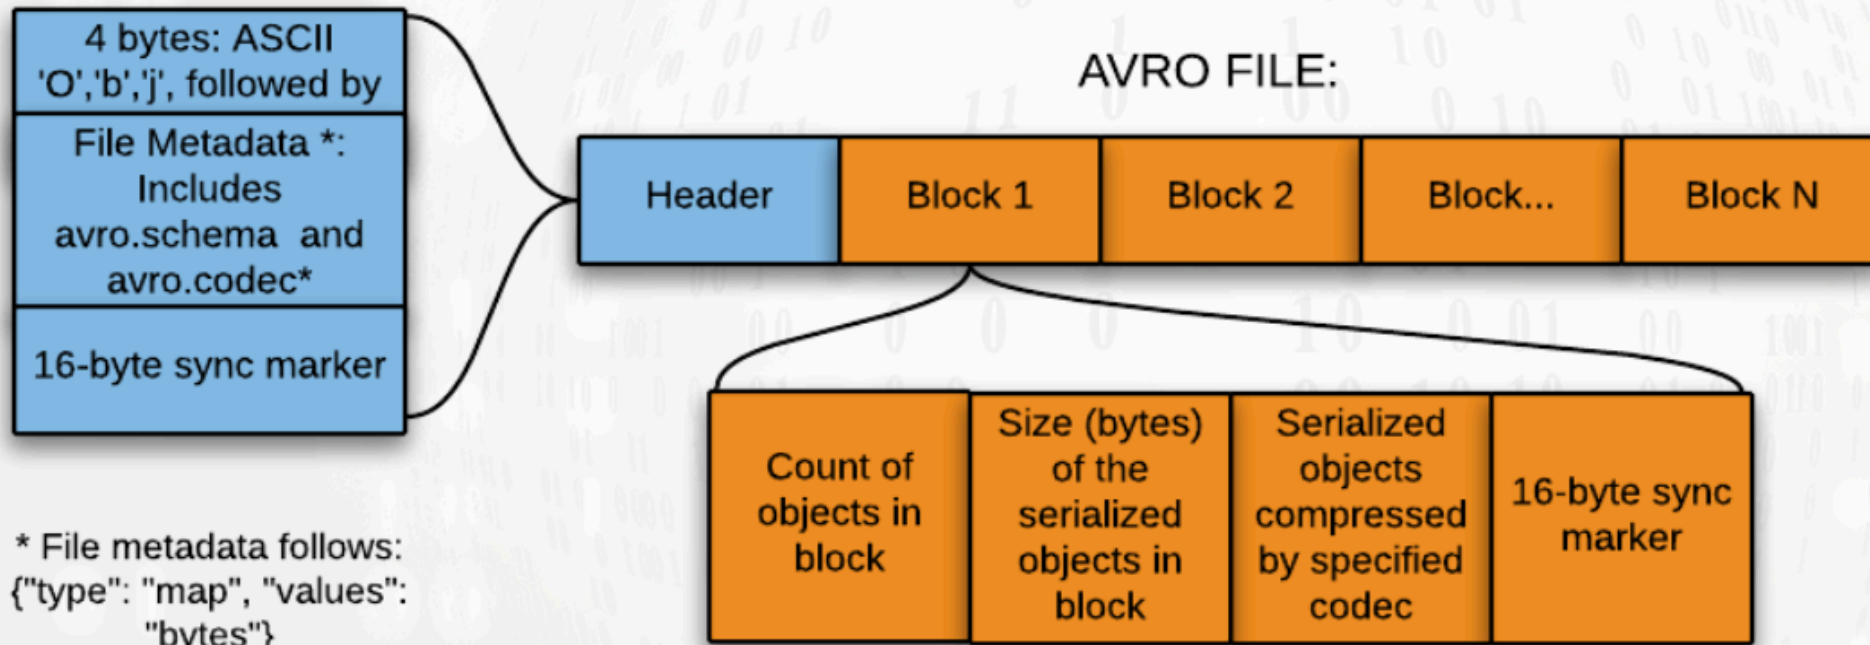 4 bytes: ASCII
'O','b','j', followed by
File Metadata *:
Includes
avro.schema  and
avro.codec*
16-byte sync marker
* File metadata follows:
{"type": "map", "values":
"bytes"}
AVRO FILE:
Header
Block 1
Block 2
Block...
Block N
Count of
objects in
block
Size (bytes)
of the
serialized
objects in
block
Serialized
objects
compressed
by specified
codec
16-byte sync
marker